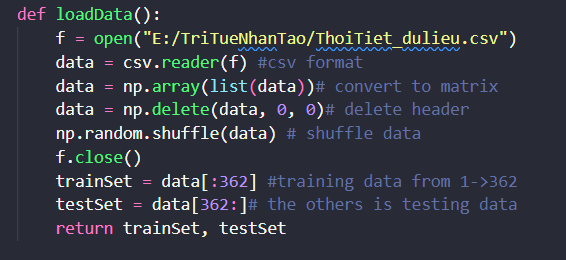 def loadData():
f = open("E:/TriTueNhanTao/ThoiTiet_dulieu.csv")
data = csv.reader(f) #csv format
data = np.array(list(data))# convert to matrix
data = np.delete(data, 0, 0)# delete header
np.random.shuffle(data) # shuffle data
f.close()
trainSet = data[:362] #training data from 1->362
testSet = data[362:]# the others is testing data
return trainSet, testSet